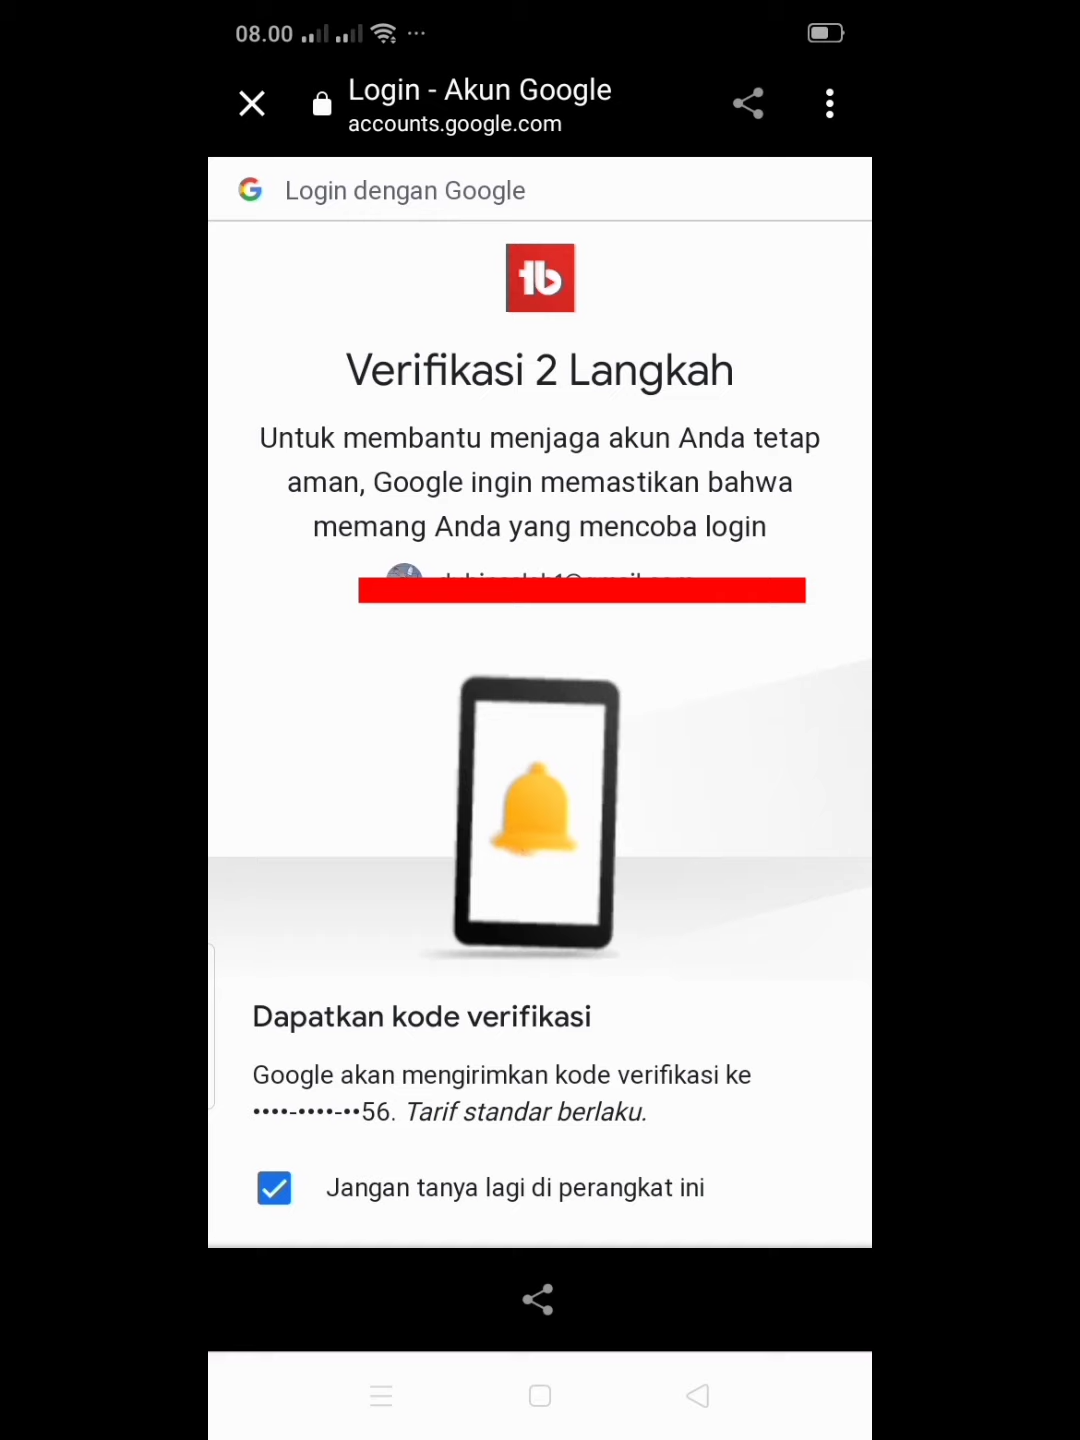 08.00
Login - Akun Google
accounts.google.com
Login dengan Google
tb
Verifikasi 2 Langkah
Untuk membantu menjaga akun Anda tetap
aman, Google ingin memastikan bahwa
memang Anda yang mencoba login
Dapatkan kode verifikasi
Google akan mengirimkan kode verifikasi ke
••••-••••-••56. Tarif standar berlaku.
Jangan tanya lagi di perangkat ini